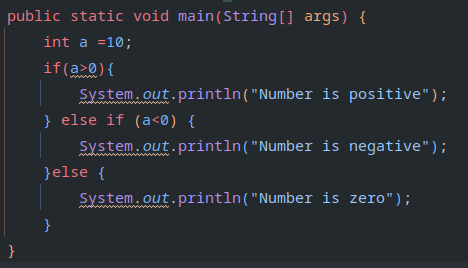 public static void main(String[] args) {
    int a =10;
    if(a>0){
        System.out.println("Number is positive");
    } else if (a<0) {
        System.out.println("Number is negative");
    }else {
        System.out.println("Number is zero");
    }
}